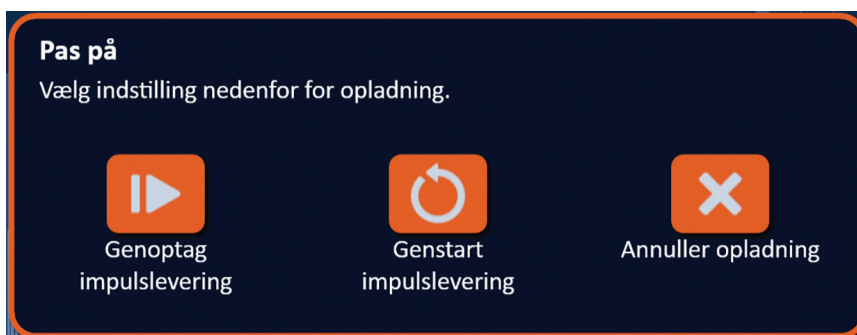 Pas på
Vælg indstilling nedenfor for opladning.
Genoptag
impulslevering
Genstart
impulslevering
Annuller opladning